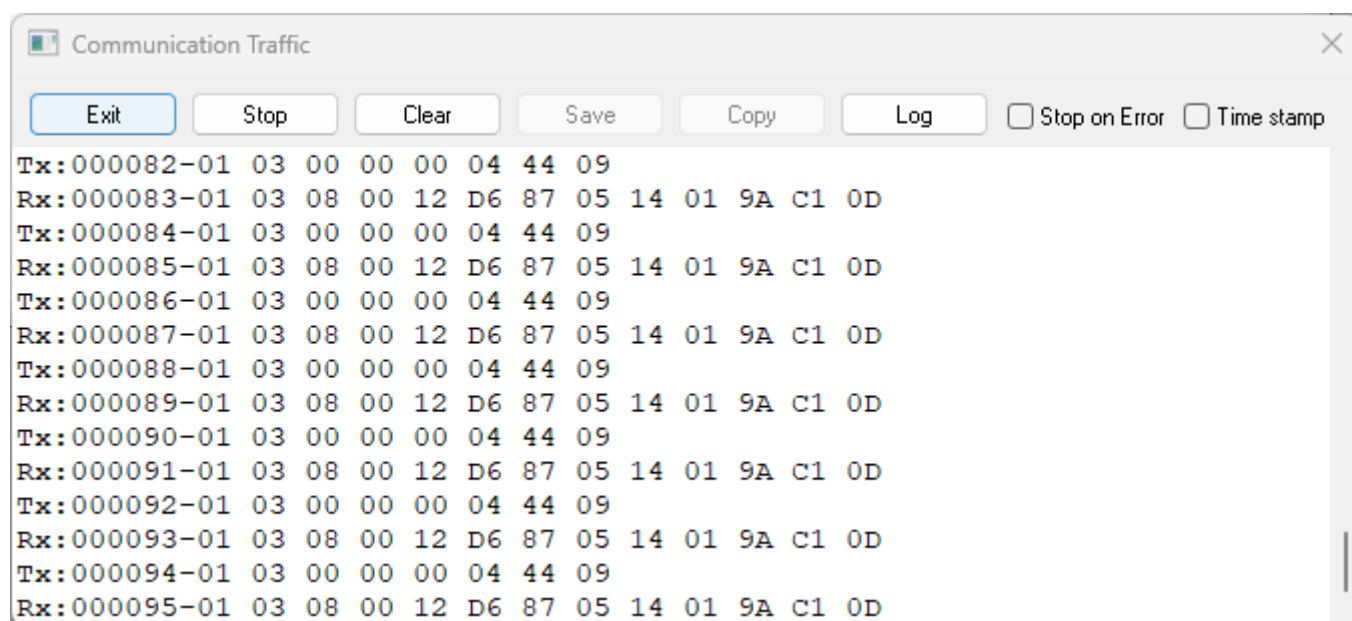 Communication Traffic
Exit Stop Clear Save Copy Log Stop on Error Time stamp
Tx:000082-01 03 00 00 00 04 44 09
Rx:000083-01 03 08 00 12 D6 87 05 14 01 9A C1 0D
Tx:000084-01 03 00 00 00 04 44 09
Rx:000085-01 03 08 00 12 D6 87 05 14 01 9A C1 0D
Tx:000086-01 03 00 00 00 04 44 09
Rx:000087-01 03 08 00 12 D6 87 05 14 01 9A C1 0D
Tx:000088-01 03 00 00 00 04 44 09
Rx:000089-01 03 08 00 12 D6 87 05 14 01 9A C1 0D
Tx:000090-01 03 00 00 00 04 44 09
Rx:000091-01 03 08 00 12 D6 87 05 14 01 9A C1 0D
Tx:000092-01 03 00 00 00 04 44 09
Rx:000093-01 03 08 00 12 D6 87 05 14 01 9A C1 0D
Tx:000094-01 03 00 00 00 04 44 09
Rx:000095-01 03 08 00 12 D6 87 05 14 01 9A C1 0D